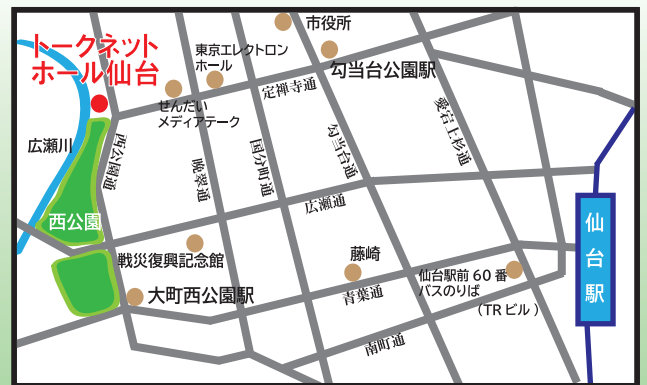 市役所
トークネット
ホール仙台
東京エレクトロン
ホール
勾当台公園駅
定禅寺通
せんだい
メディアテーク
愛宕上杉通
広瀬川
西公園通
晩翠通
国分町通
勾当台通
広瀬通
西公園
仙台駅
戦災復興記念館
藤崎
仙台駅前60番
バスのりば
(TRビル)
大町西公園駅
青葉通
南町通